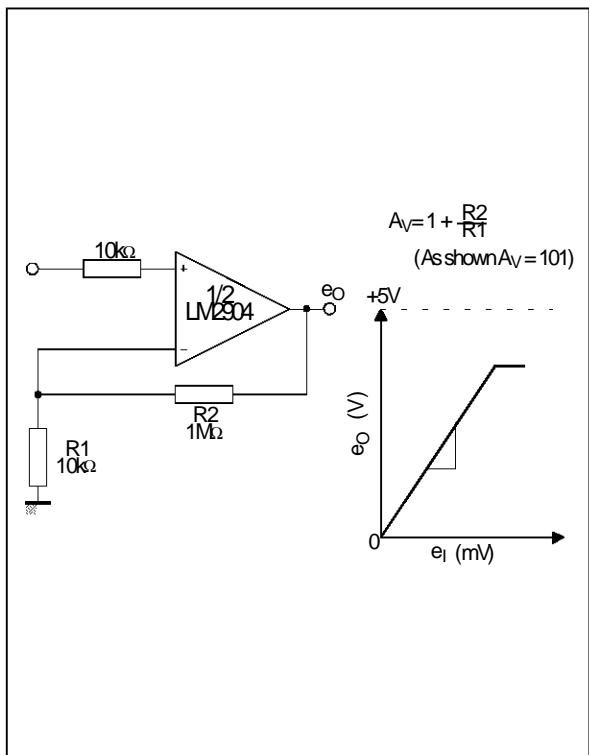 10kΩ
+
1/2
LM2904
−
eO
R2
1MΩ
R1
10kΩ
AV = 1 + R2
R1
(As shown AV = 101)
+5V
eO (V)
0
eI (mV)